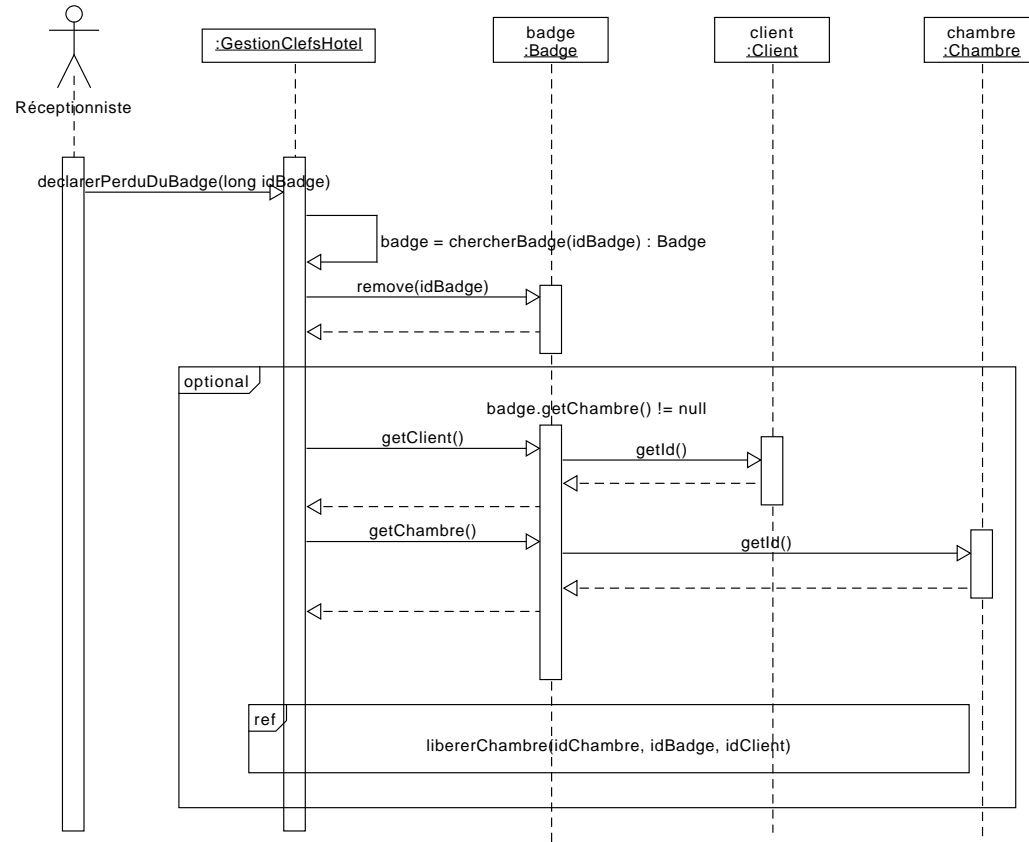 Réceptionniste
:GestionClefsHotel
badge
:Badge
client
:Client
chambre
:Chambre
declarerPerduDuBadge(long idBadge)
badge = chercherBadge(idBadge) : Badge
remove(idBadge)
optional
badge.getChambre() != null
getClient()
getId()
getChambre()
getId()
ref
libererChambre(idChambre, idBadge, idClient)